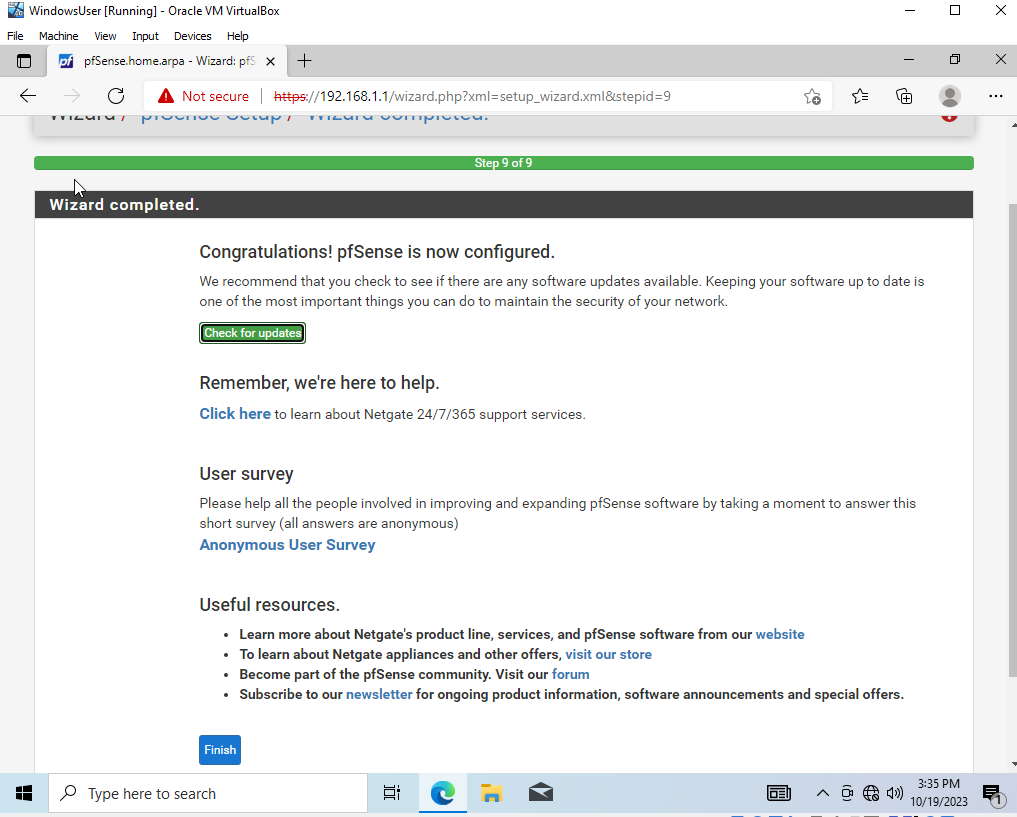 WindowsUser [Running] - Oracle VM VirtualBox
File Machine View Input Devices Help
pfSense.home.arpa - Wizard: pfS
Not secure https://192.168.1.1/wizard.php?xml=setup_wizard.xml&stepid=9
Wizard / pfSense Setup / Wizard completed.
Step 9 of 9
Wizard completed.
Congratulations! pfSense is now configured.
We recommend that you check to see if there are any software updates available. Keeping your software up to date is
one of the most important things you can do to maintain the security of your network.
Check for updates
Remember, we're here to help.
Click here to learn about Netgate 24/7/365 support services.
User survey
Please help all the people involved in improving and expanding pfSense software by taking a moment to answer this
short survey (all answers are anonymous)
Anonymous User Survey
Useful resources.
• Learn more about Netgate's product line, services, and pfSense software from our website
• To learn about Netgate appliances and other offers, visit our store
• Become part of the pfSense community. Visit our forum
• Subscribe to our newsletter for ongoing product information, software announcements and special offers.
Finish
Type here to search
3:35 PM
10/19/2023
1